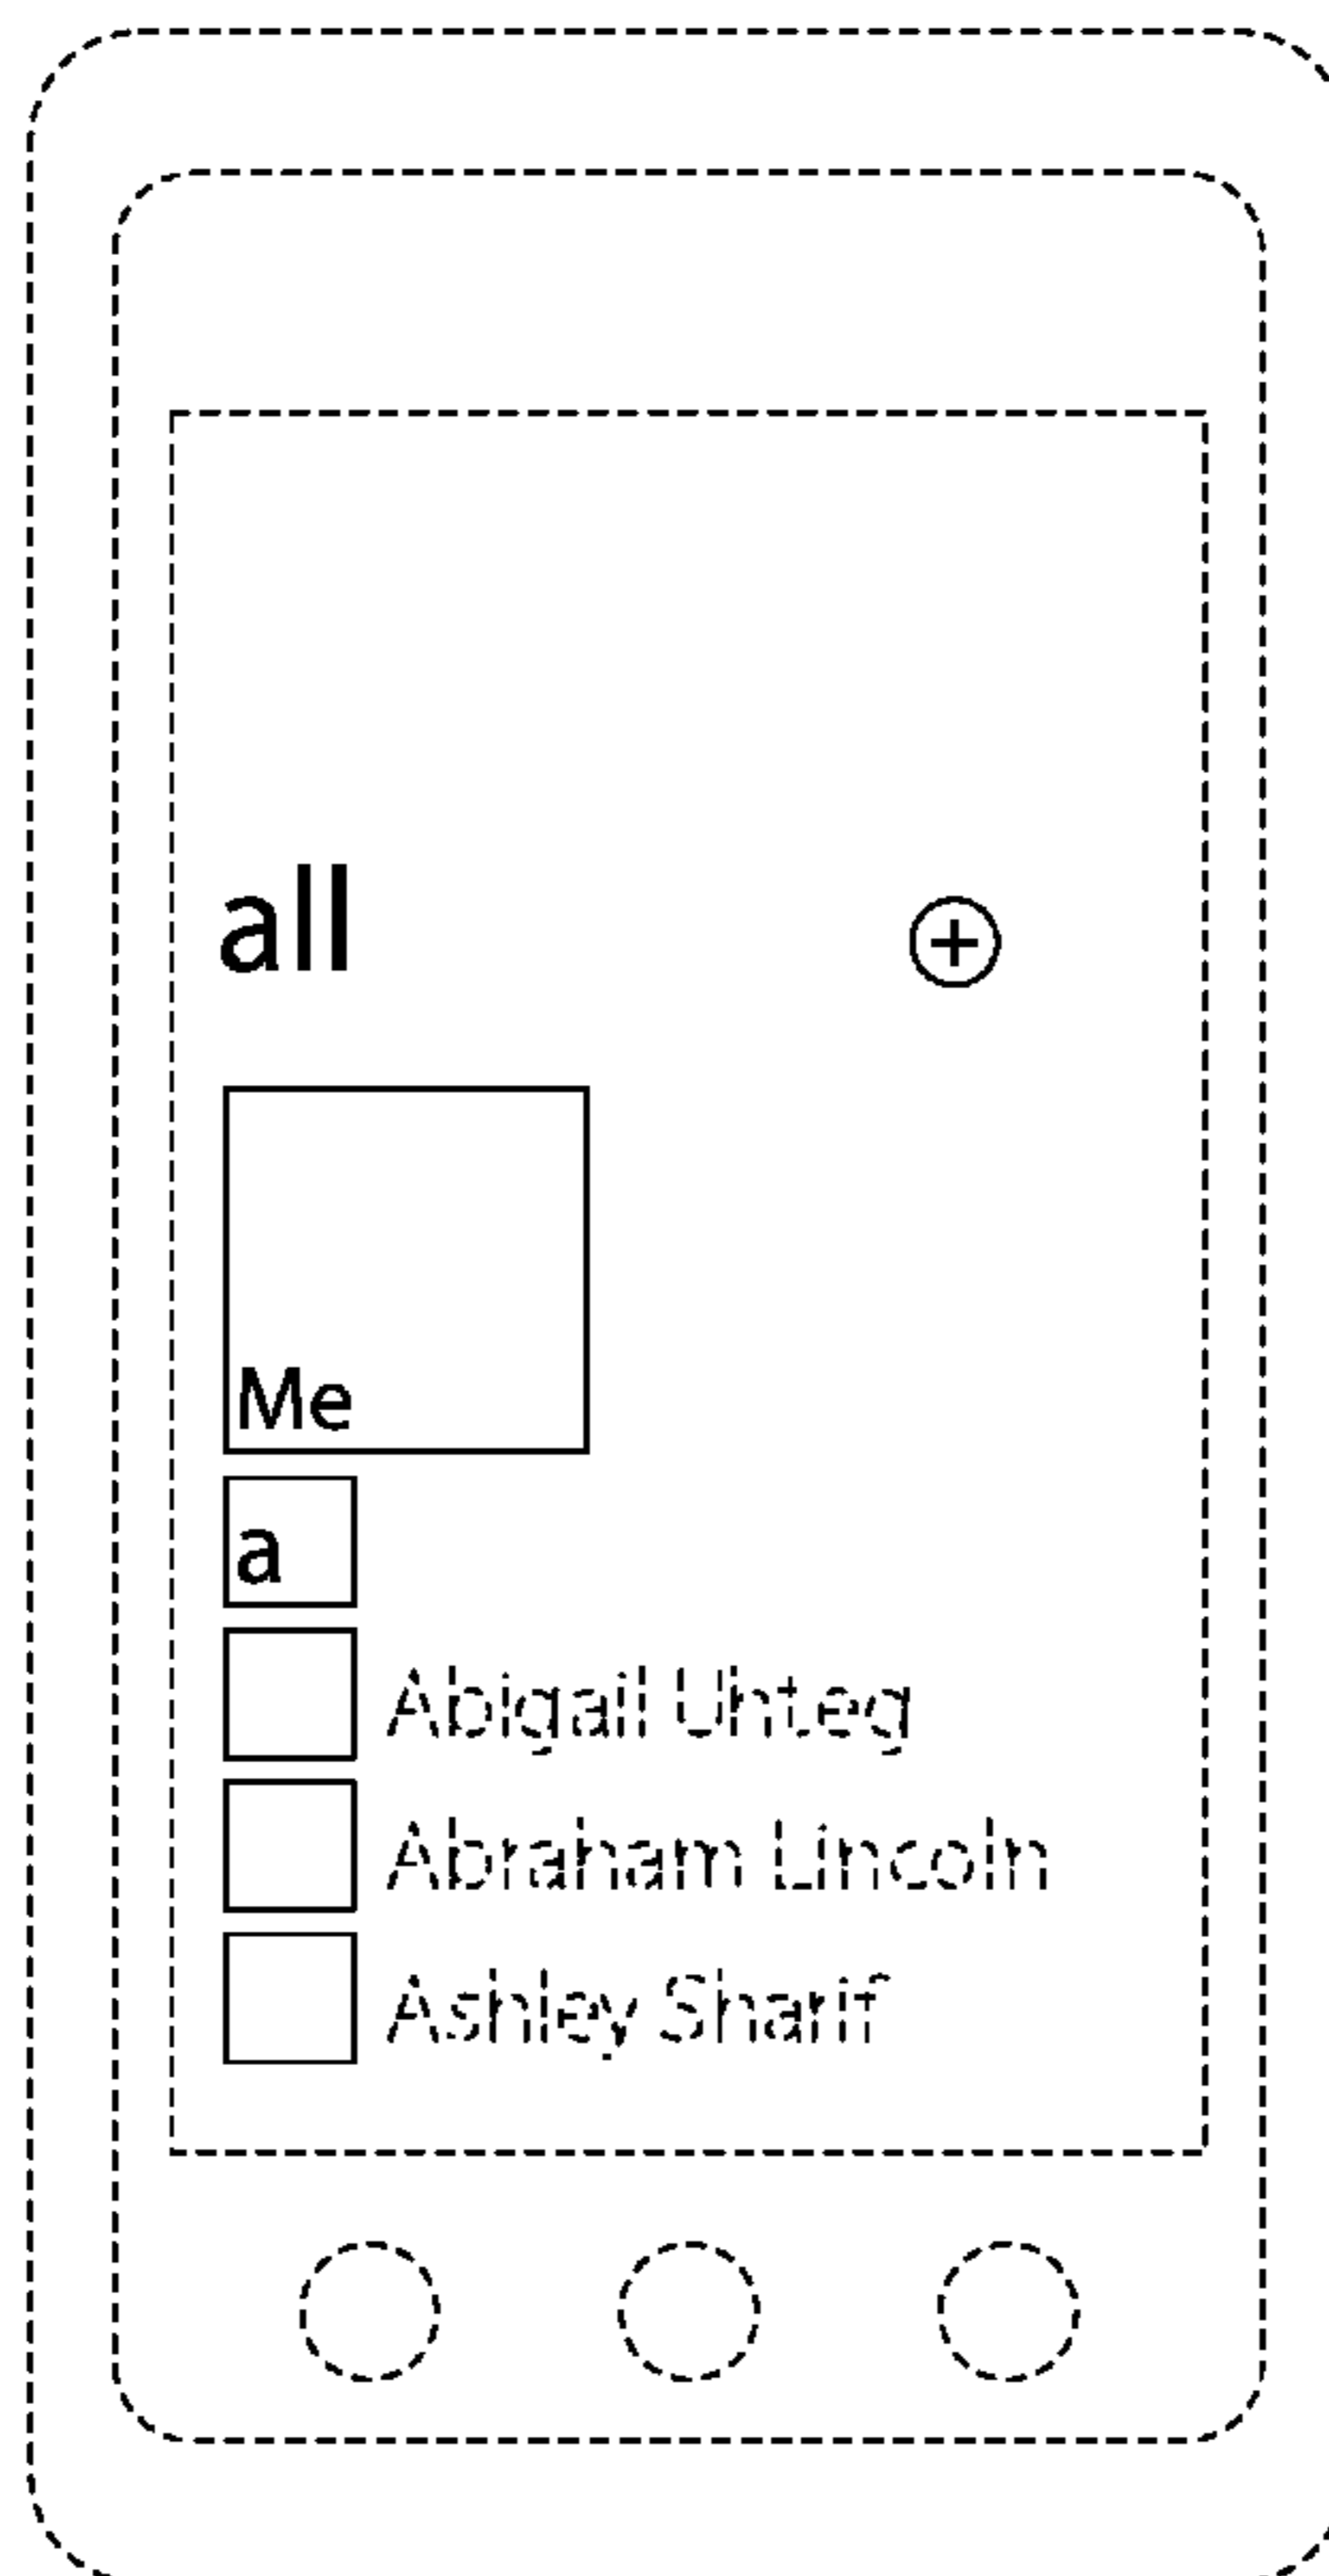 all
Me
a
Abigail Unteg
Abraham Lincoln
Ashley Sharif